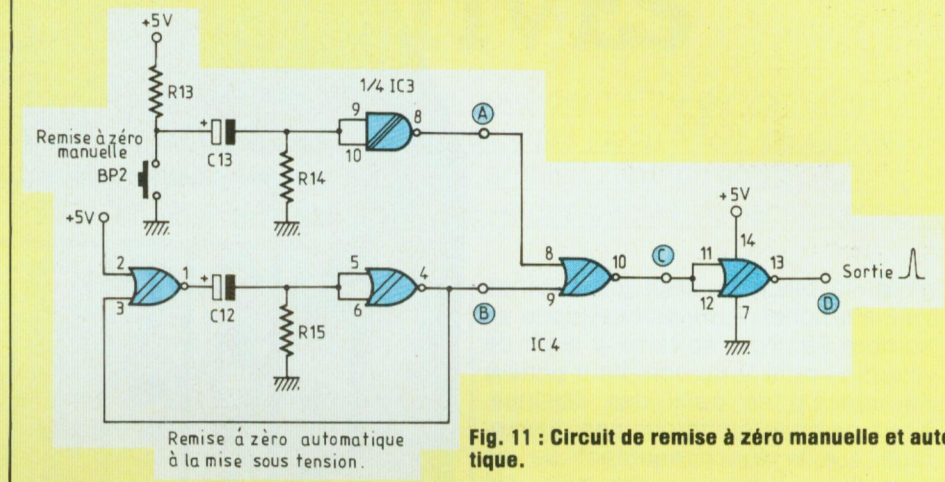 +5V
R13
1/4 IC3
9
8
A
10
Remise à zéro
manuelle
BP2
+
C13
R14
+5V
+5V
2
1
3
+
C12
5
4
6
R15
B
8
10
9
C
IC4
14
11
13
12
7
D
Sortie
Remise á zèro automatique
à la mise sous tension.
Fig. 11 : Circuit de remise à zéro manuelle et auto
tique.